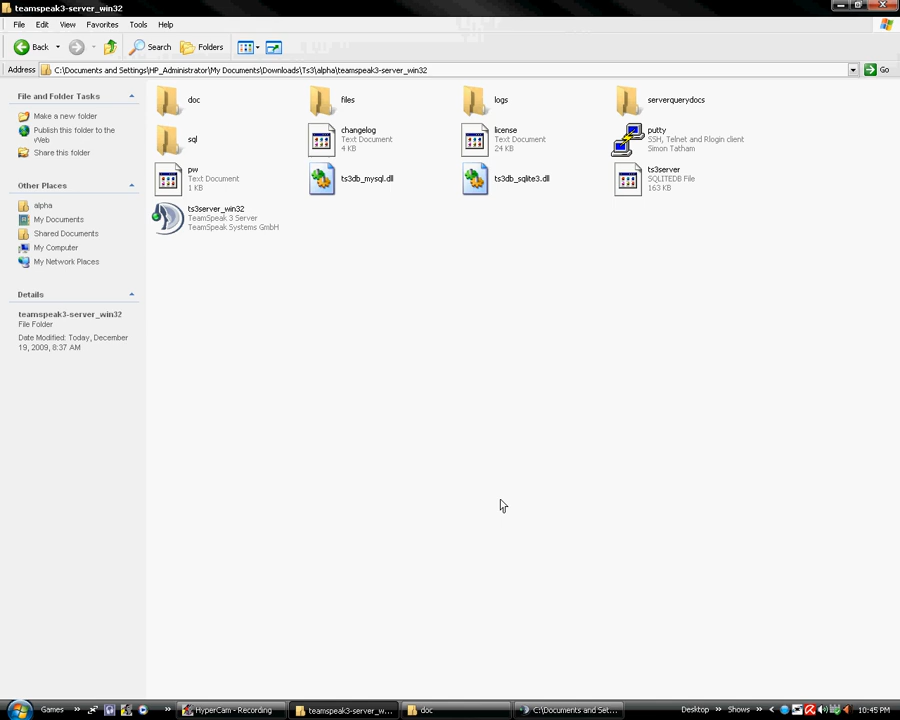 teamspeak3-server_win32
File Edit View Favorites Tools Help
Back Search Folders
Address C:\Documents and Settings\HP_Administrator\My Documents\Downloads\Ts3\alpha\teamspeak3-server_win32 Go
File and Folder Tasks
Make a new folder
Publish this folder to the
Web
Share this folder
Other Places
alpha
My Documents
Shared Documents
My Computer
My Network Places
Details
teamspeak3-server_win32
File Folder
Date Modified: Today, December
19, 2009, 8:37 AM
doc
files
logs
serverquerydocs
sql
changelog
Text Document
4 KB
license
Text Document
24 KB
putty
SSH, Telnet and Rlogin client
Simon Tatham
pw
Text Document
1 KB
ts3db_mysql.dll
ts3db_sqlite3.dll
ts3server
SQLITEDB File
163 KB
ts3server_win32
TeamSpeak 3 Server
TeamSpeak Systems GmbH
Games » » HyperCam - Recording teamspeak3-server_w... doc C:\Documents and Set... Desktop » Shows » 10:45 PM